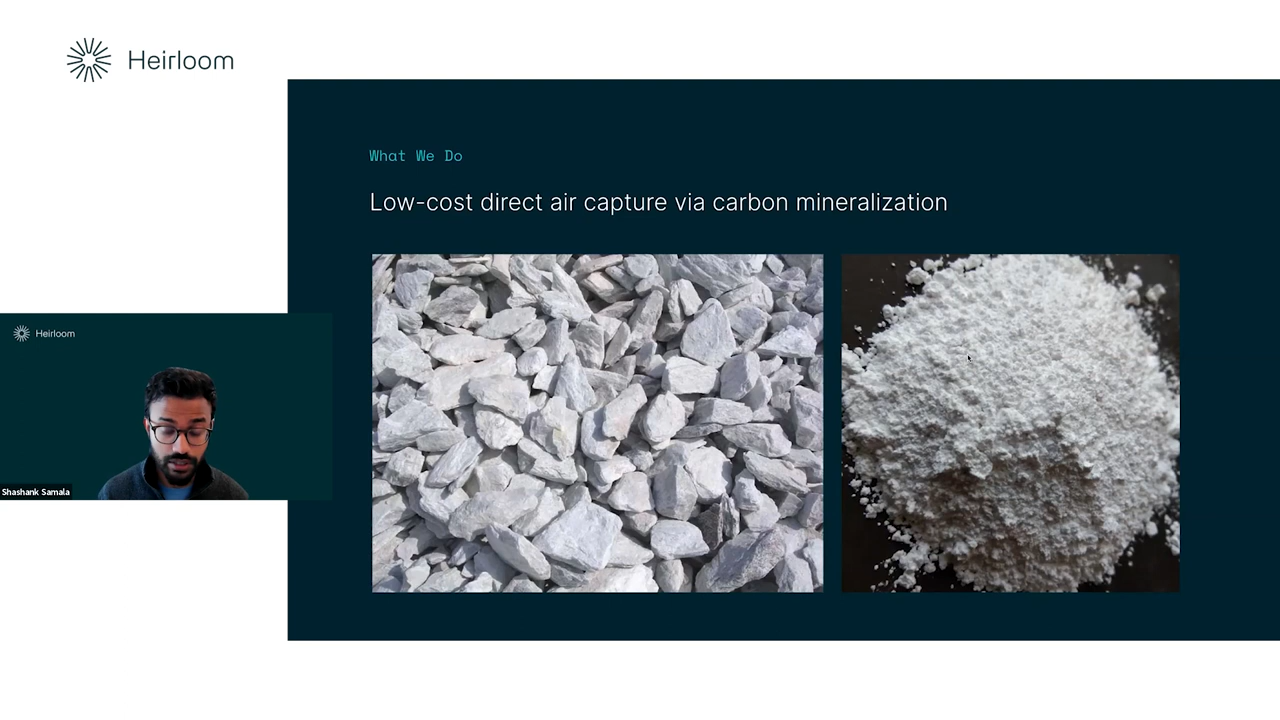 Heirloom
What We Do
Low-cost direct air capture via carbon mineralization
Heirloom
Shashank Samala